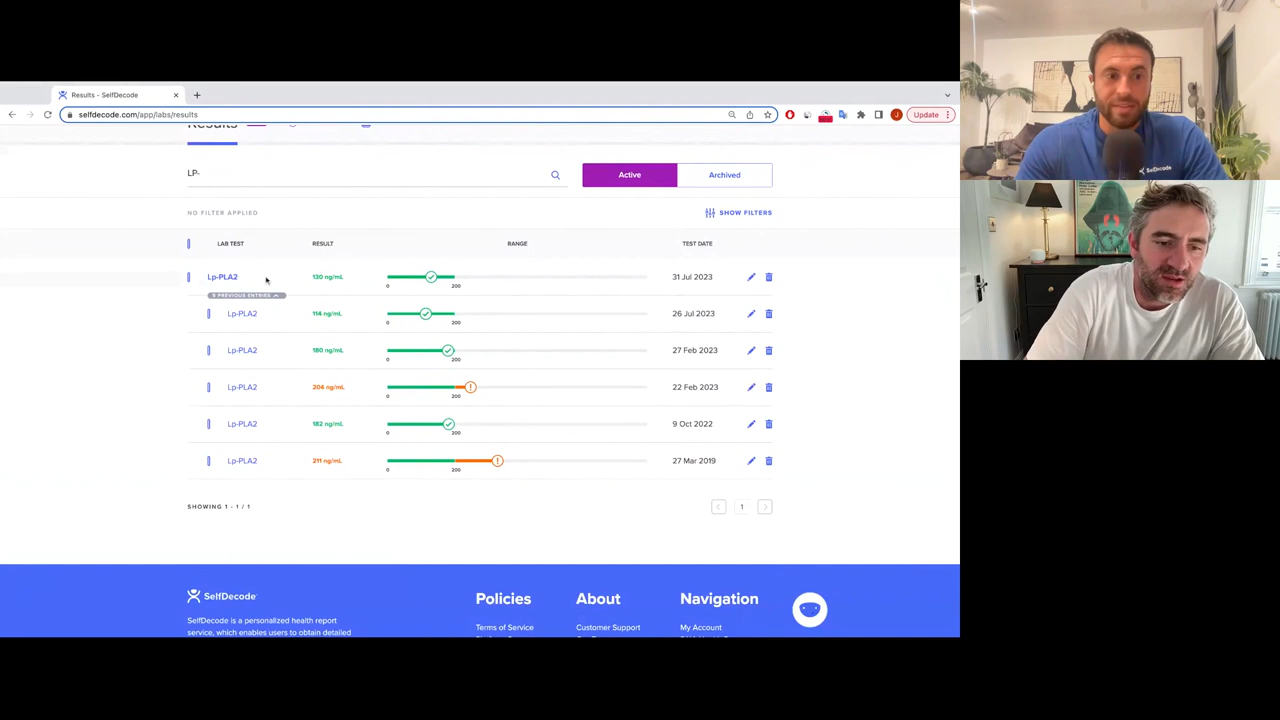 Results - SelfDecode
selfdecode.com/app/labs/results
J
Update
Results
LP-
Active
Archived
NO FILTER APPLIED
SHOW FILTERS
LAB TEST RESULT RANGE TEST DATE
Lp-PLA2 130 ng/mL 31 Jul 2023
0 200
5 PREVIOUS ENTRIES
Lp-PLA2 114 ng/mL 26 Jul 2023
0 200
Lp-PLA2 180 ng/mL 27 Feb 2023
0 200
Lp-PLA2 204 ng/mL 22 Feb 2023
0 200
Lp-PLA2 182 ng/mL 9 Oct 2022
0 200
Lp-PLA2 211 ng/mL 27 Mar 2019
0 200
SHOWING 1 - 1 / 1
1
SelfDecode
Policies About Navigation
SelfDecode is a personalized health report
service, which enables users to obtain detailed
Terms of Service Customer Support My Account
SelfDecode